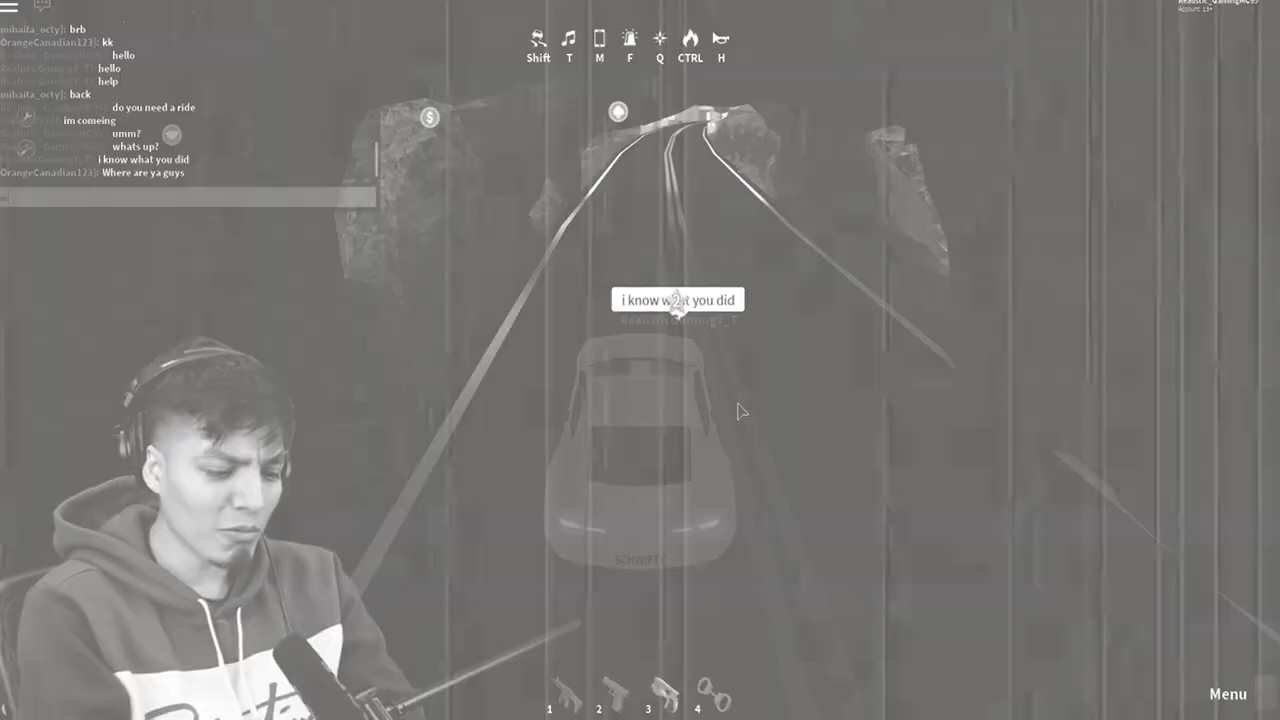 mihaita_octy]: brb
OrangeCanadian123]: kk
hello
hello
help
mihaita_octy]: back
do you need a ride
im comeing
umm?
whats up?
i know what you did
OrangeCanadian123]: Where are ya guys
w
Account: 13+
Shift T M F Q CTRL H
i know what you did
SCHWIFTY
1 2 3 4
Menu